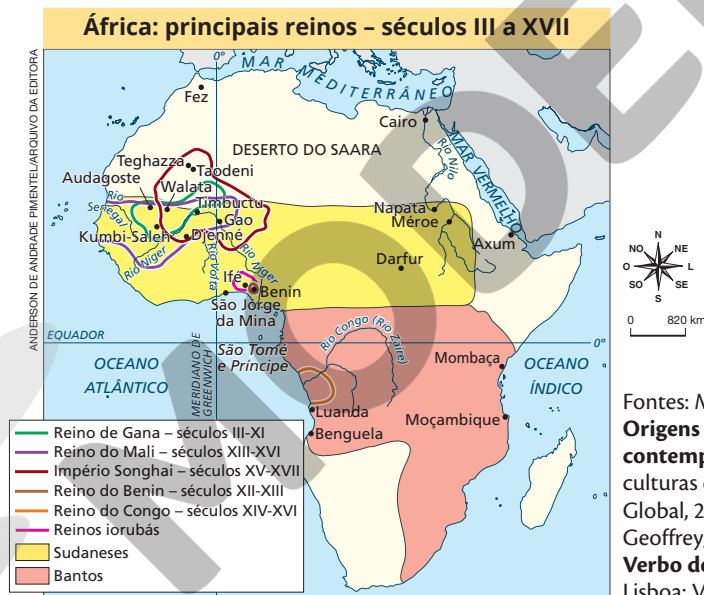 África: principais reinos – séculos III a XVII
ANDERSON DE ANDRADE PIMENTEL/ARQUIVO DA EDITORA
0°
MAR MEDITERRÂNEO
Fez
Cairo
DESERTO DO SAARA
Rio Nilo
MAR VERMELHO
Teghazza
Taodeni
Audagoste
Walata
Rio Senegal
Timbuctu
Gao
Napata
Méroe
Kumbi-Saleh
Djenné
Axum
Rio Níger
Rio Volta
Rio Níger
Darfur
Ifé
Benin
São Jorge
da Mina
N
NO
NE
O
L
SO
SE
S
0
820 km
EQUADOR
0°
MERIDIANO DE
GREENWICH
São Tomé
e Príncipe
Rio Congo (Rio Zaire)
Mombaça
OCEANO
ATLÂNTICO
OCEANO
ÍNDICO
Luanda
Benguela
Moçambique
Reino de Gana – séculos III-XI
Reino do Mali – séculos XIII-XVI
Império Songhai – séculos XV-XVII
Reino do Benin – séculos XII-XIII
Reino do Congo – séculos XIV-XVI
Reinos iorubás
Sudaneses
Bantos
Fontes: M
Origens
contemp
culturas
Global, 2
Geoffrey,
Verbo de
Lisboa: V
MODE